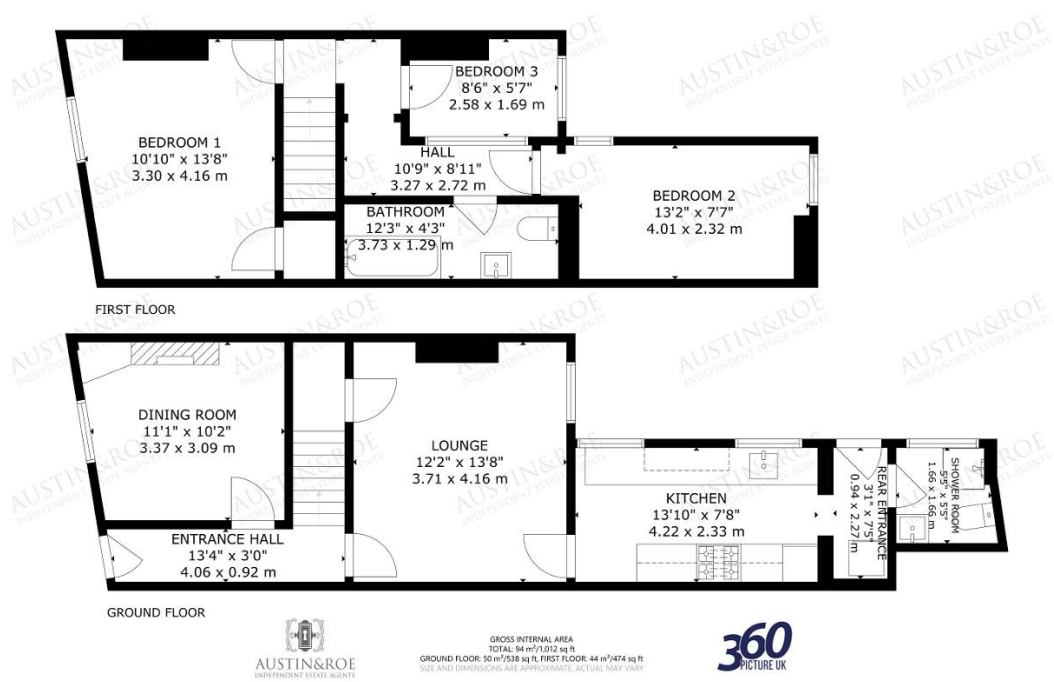 BEDROOM 1
10'10" x 13'8"
3.30 x 4.16 m
BEDROOM 3
8'6" x 5'7"
2.58 x 1.69 m
HALL
10'9" x 8'11"
3.27 x 2.72 m
BEDROOM 2
13'2" x 7'7"
4.01 x 2.32 m
BATHROOM
12'3" x 4'3"
3.73 x 1.29 m
FIRST FLOOR
DINING ROOM
11'1" x 10'2"
3.37 x 3.09 m
LOUNGE
12'2" x 13'8"
3.71 x 4.16 m
KITCHEN
13'10" x 7'8"
4.22 x 2.33 m
REAR ENTRANCE
3'1" x 7'5"
0.94 x 2.27 m
SHOWER ROOM
5'5" x 5'5"
1.66 x 1.66 m
ENTRANCE HALL
13'4" x 3'0"
4.06 x 0.92 m
GROUND FLOOR
AUSTIN&ROE
INDEPENDENT ESTATE AGENTS
GROSS INTERNAL AREA
TOTAL: 94 m²/1,012 sq ft
GROUND FLOOR: 50 m²/538 sq ft, FIRST FLOOR: 44 m²/474 sq ft
SIZE AND DIMENSIONS ARE APPROXIMATE, ACTUAL MAY VARY
360
PICTURE UK